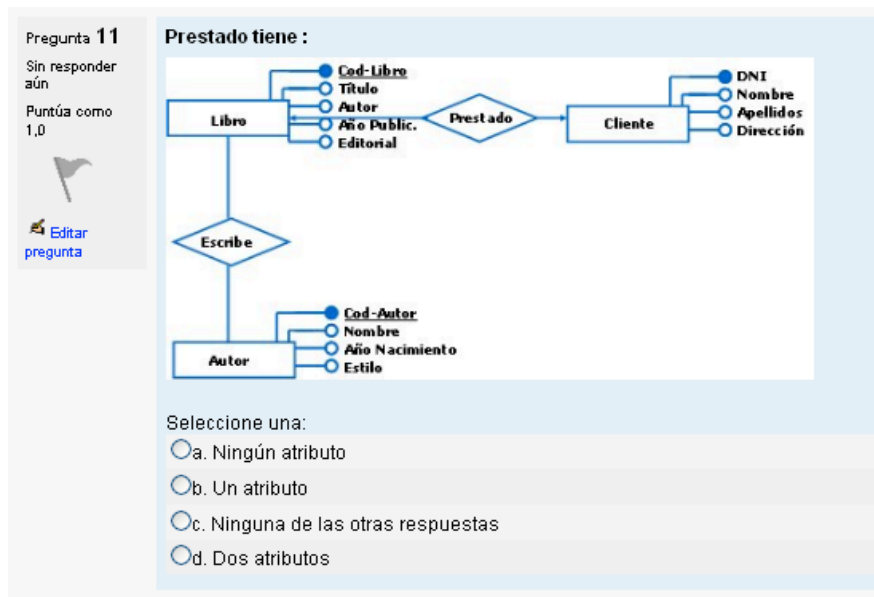 Pregunta 11
Sin responder
aún
Puntúa como
1,0
Editar
pregunta
Prestado tiene :
Cod-Libro
Título
Autor
Año Public.
Editorial
Libro
Prestado
Cliente
DNI
Nombre
Apellidos
Dirección
Escribe
Cod-Autor
Nombre
Año Nacimiento
Estilo
Autor
Seleccione una:
a. Ningún atributo
b. Un atributo
c. Ninguna de las otras respuestas
d. Dos atributos